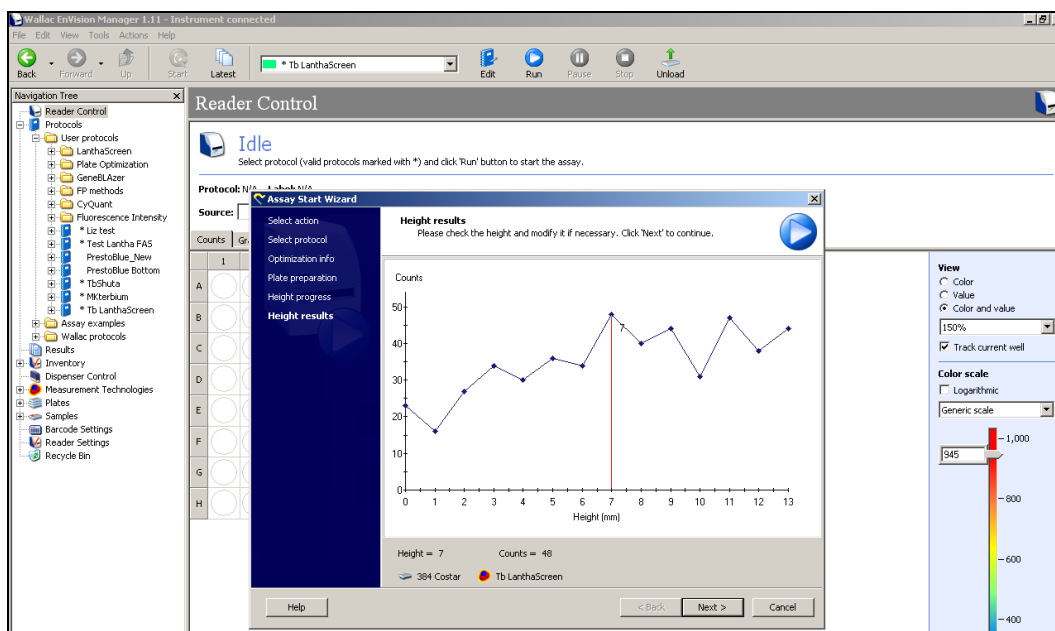 Wallac EnVision Manager 1.11 - Instrument connected
File Edit View Tools Actions Help
Back Forward Up Start Latest * Tb LanthaScreen Edit Run Pause Stop Unload
Navigation Tree
Reader Control
Protocols
User protocols
LanthaScreen
Plate Optimization
GeneBLAzer
FP methods
CyQuant
Fluorescence Intensity
* Liz test
* Test Lantha FAS
PrestoBlue_New
PrestoBlue Bottom
* TbShuta
* MKterbium
* Tb LanthaScreen
Assay examples
Wallac protocols
Results
Inventory
Dispenser Control
Measurement Technologies
Plates
Samples
Barcode Settings
Reader Settings
Recycle Bin
Reader Control
Idle
Select protocol (valid protocols marked with *) and click 'Run' button to start the assay.
Protocol: N/A Label: N/A
Source:
Counts
1
A
B
C
D
E
F
G
H
Assay Start Wizard
Select action
Select protocol
Optimization info
Plate preparation
Height progress
Height results
Height results
Please check the height and modify it if necessary. Click 'Next' to continue.
Counts
50
40
30
20
10
0
7
0 1 2 3 4 5 6 7 8 9 10 11 12 13
Height (mm)
Height = 7 Counts = 48
384 Costar Tb LanthaScreen
Help < Back Next > Cancel
View
Color
Value
Color and value
150%
Track current well
Color scale
Logarithmic
Generic scale
945
1,000
800
600
400